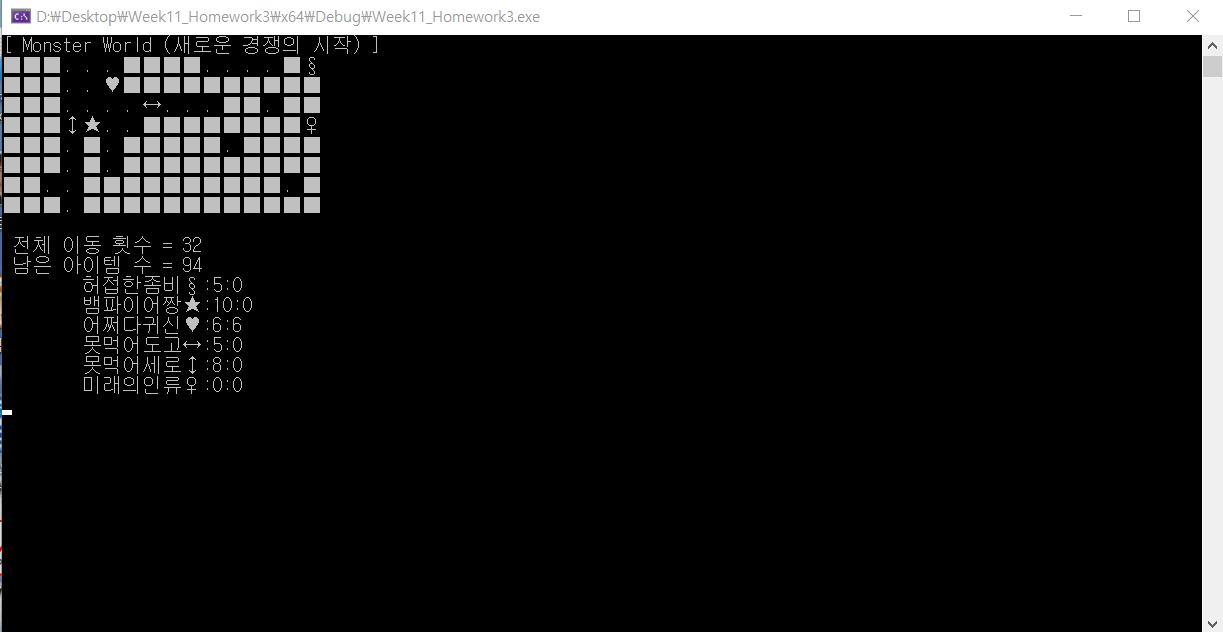 D:₩Desktop₩Week11_Homework3₩x64₩Debug₩Week11_Homework3.exe
[ Monster World (새로운 경쟁의 시작) ]
■■■. . . ■■■■. . . . ■§
■■■. . ♥■■■■■■■■■■
■■■. . . . ↔. . . ■■. ■■
■■■↕★. . ■■■■■■■■♀
■■■. ■. ■■■■■. ■■■■
■■■. ■. ■■■■■■■■■■
■■. . ■■■■■■■■■■. ■
■■■. ■■■■■■■■■■■■
전체 이동 횟수 = 32
남은 아이템 수 = 94
허접한좀비§:5:0
뱀파이어짱★:10:0
어쩌다귀신♥:6:6
못먹어도고↔:5:0
못먹어세로↕:8:0
미래의인류♀:0:0